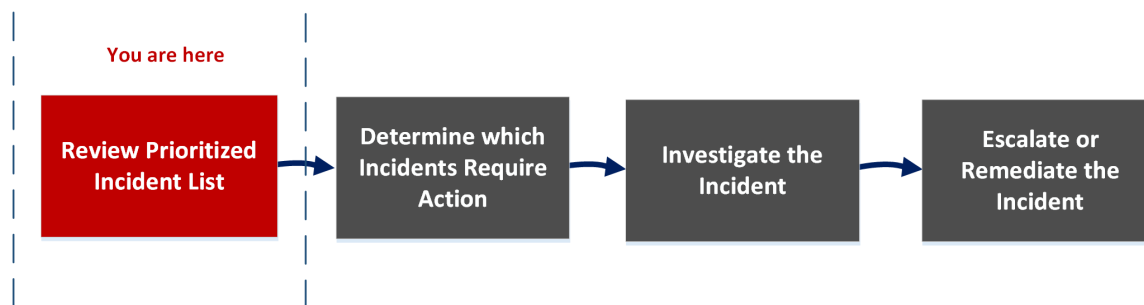 You are here
Review Prioritized
Incident List
Determine which
Incidents Require
Action
Investigate the
Incident
Escalate or
Remediate the
Incident